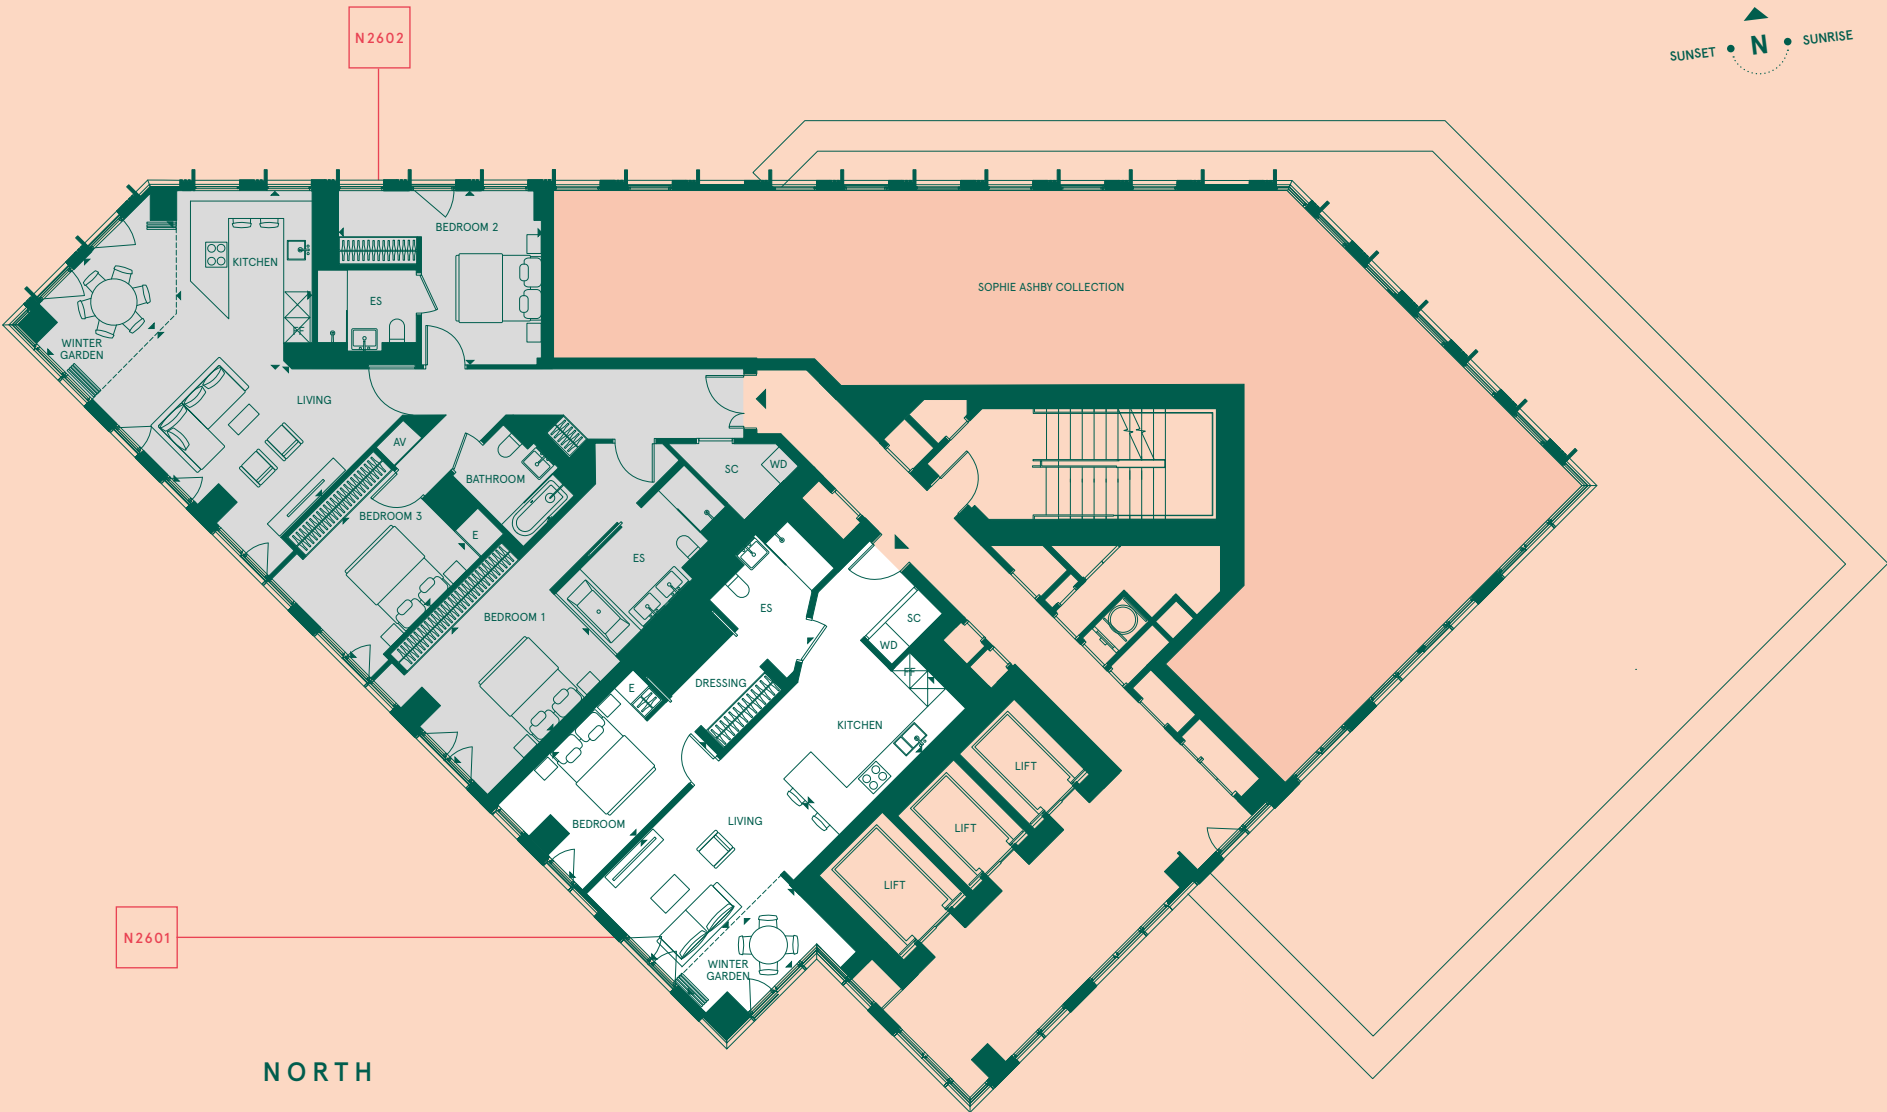 N2602
SUNSET
N
SUNRISE
BEDROOM 2
KITCHEN
SOPHIE ASHBY COLLECTION
ES
FF
WINTER
GARDEN
LIVING
AV
BATHROOM
SC
WD
BEDROOM 3
E
ES
BEDROOM 1
ES
SC
WD
FF
DRESSING
E
KITCHEN
LIFT
LIVING
BEDROOM
LIFT
LIFT
N2601
WINTER
GARDEN
NORTH